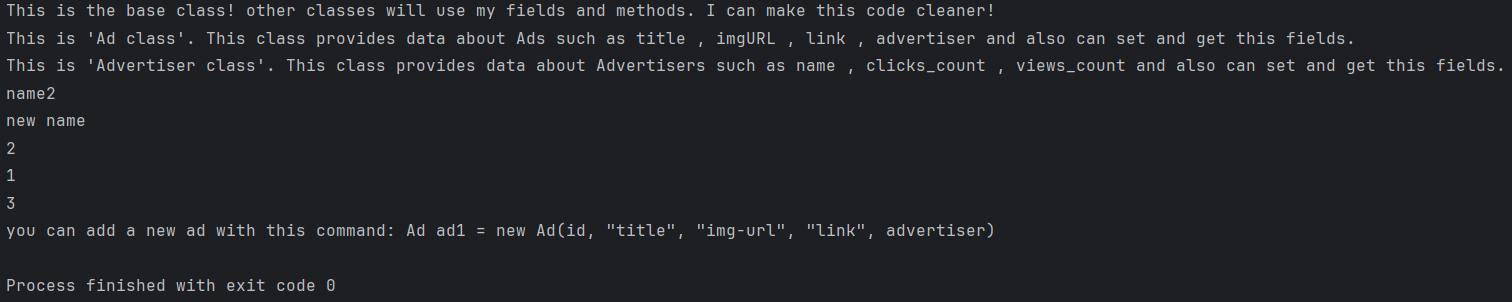 This is the base class! other classes will use my fields and methods. I can make this code cleaner!
This is 'Ad class'. This class provides data about Ads such as title , imgURL , link , advertiser and also can set and get this fields.
This is 'Advertiser class'. This class provides data about Advertisers such as name , clicks_count , views_count and also can set and get this fields.
name2
new name
2
1
3
you can add a new ad with this command: Ad ad1 = new Ad(id, "title", "img-url", "link", advertiser)
Process finished with exit code 0